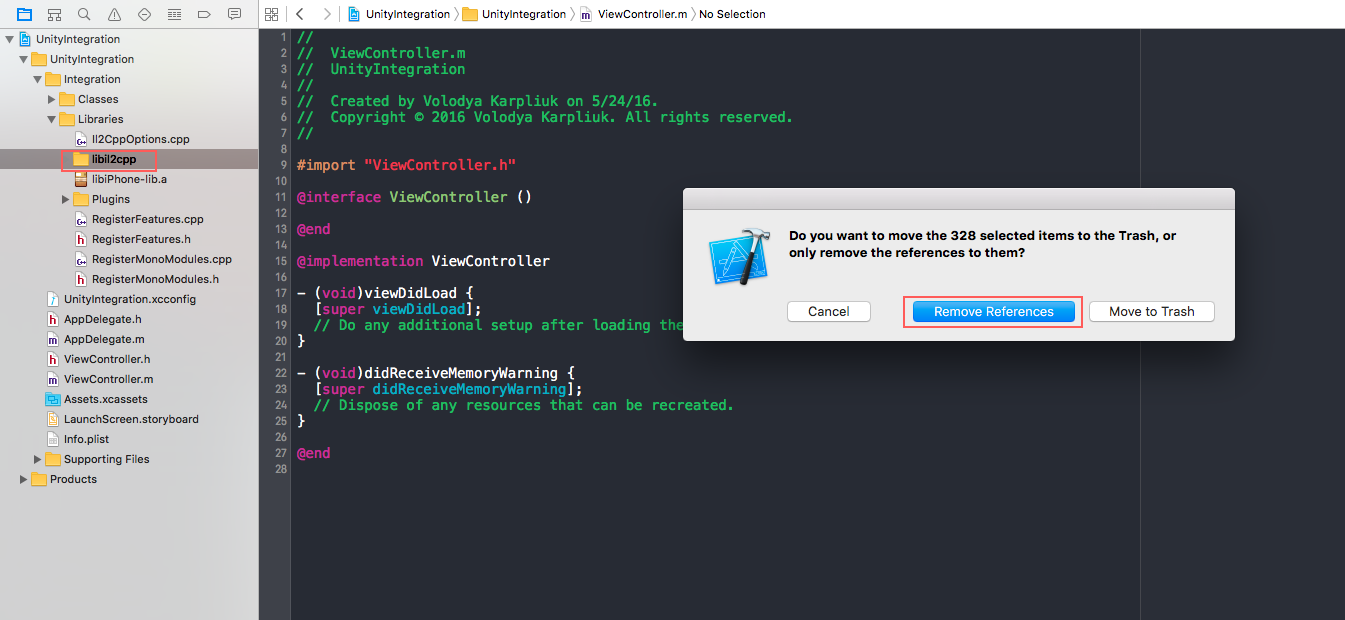 UnityIntegration
UnityIntegration
Integration
Classes
Libraries
Il2CppOptions.cpp
libil2cpp
libiPhone-lib.a
Plugins
RegisterFeatures.cpp
RegisterFeatures.h
RegisterMonoModules.cpp
RegisterMonoModules.h
UnityIntegration.xcconfig
AppDelegate.h
AppDelegate.m
ViewController.h
ViewController.m
Assets.xcassets
LaunchScreen.storyboard
Info.plist
Supporting Files
Products
UnityIntegration UnityIntegration m ViewController.m No Selection
1 //
2 //  ViewController.m
3 //  UnityIntegration
4 //
5 //  Created by Volodya Karpliuk on 5/24/16.
6 //  Copyright © 2016 Volodya Karpliuk. All rights reserved.
7 //
8
9 #import "ViewController.h"
10
11 @interface ViewController ()
12
13 @end
14
15 @implementation ViewController
16
17 - (void)viewDidLoad {
18   [super viewDidLoad];
19   // Do any additional setup after loading the
20 }
21
22 - (void)didReceiveMemoryWarning {
23   [super didReceiveMemoryWarning];
24   // Dispose of any resources that can be recreated.
25 }
26
27 @end
28
Do you want to move the 328 selected items to the Trash, or
only remove the references to them?
Cancel Remove References Move to Trash